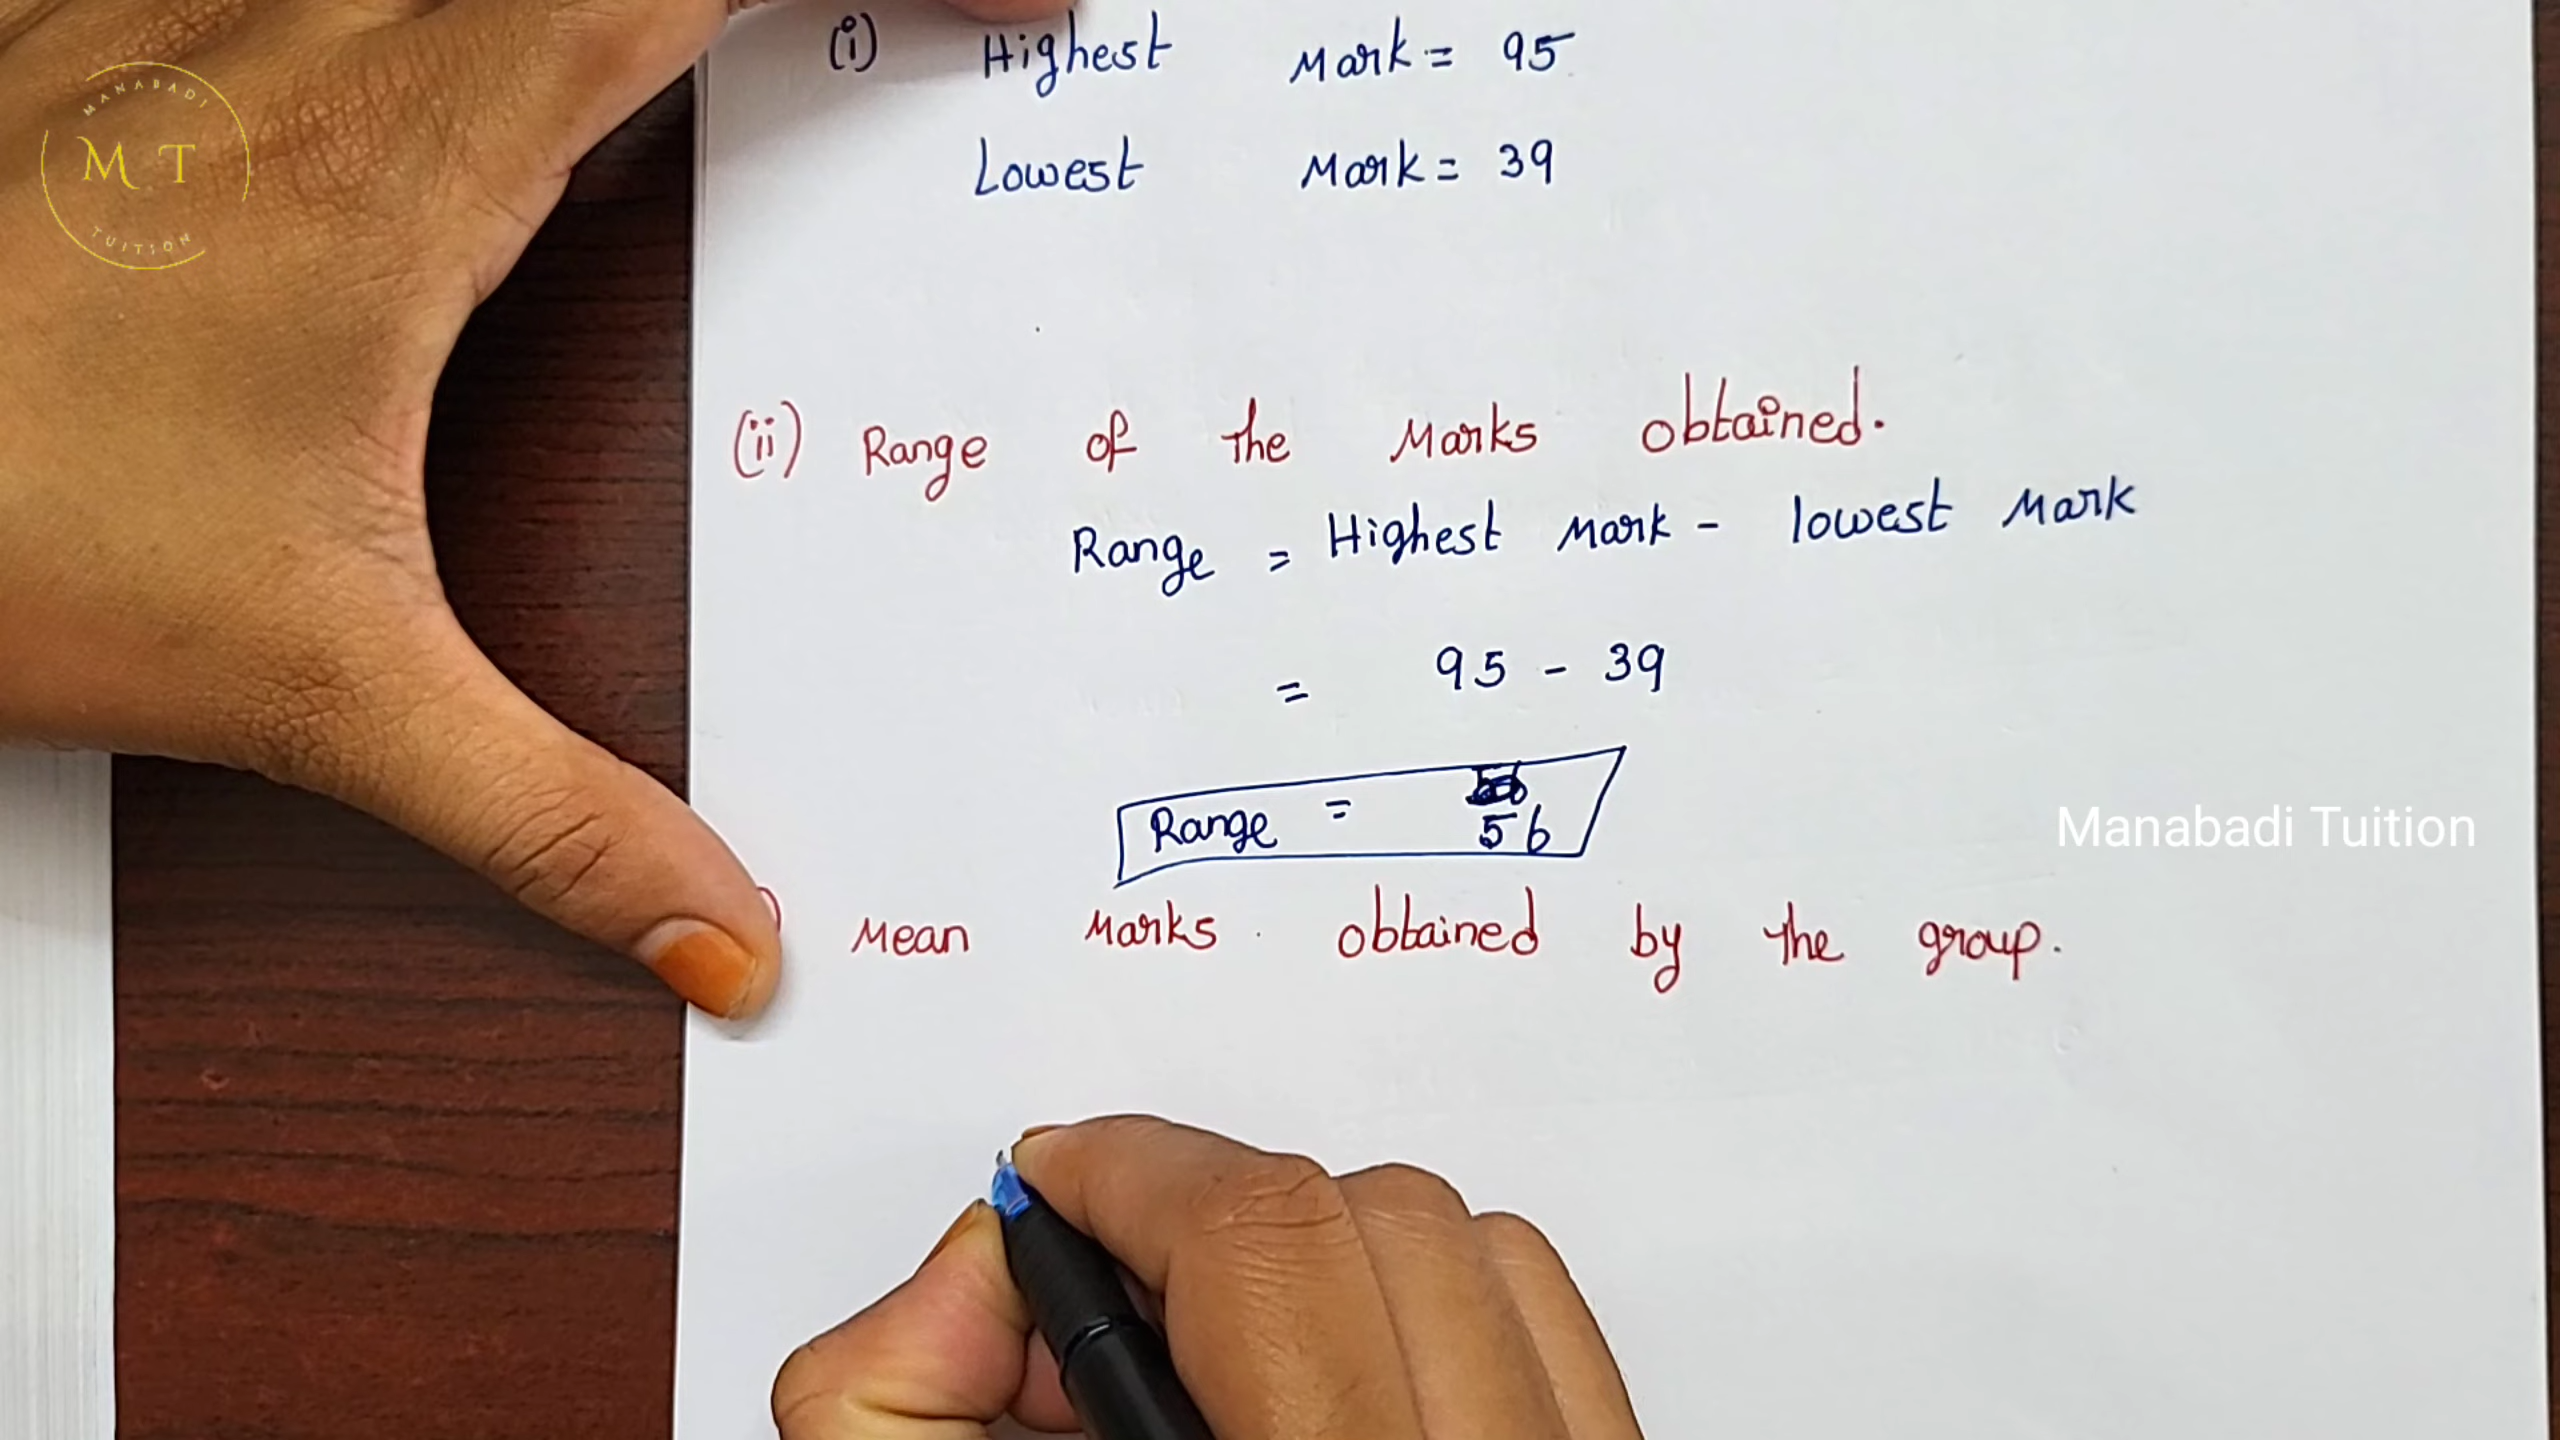 MANABADI
M T
TUITION
(i) Highest Mark = 95
Lowest Mark = 39
(ii) Range of the Marks obtained.
Range = Highest Mark - lowest Mark
= 95 - 39
Range = 56
Manabadi Tuition
Mean Marks obtained by the group.